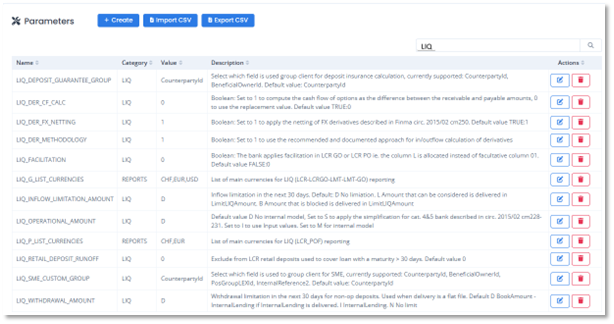 Parameters
+ Create
Import CSV
Export CSV
LIQ_
Name Category Value Description Actions
LIQ_DEPOSIT_GUARANTEE_GROUP LIQ CounterpartyId Select which field is used group client for deposit insurance calculation, currently supported: CounterpartyId,
BeneficialOwnerId. Default value: CounterpartyId
LIQ_DER_CF_CALC LIQ 0 Boolean: Set to 1 to compute the cash flow of options as the difference between the receivable and payable amounts, 0
to use the replacement value. Default value TRUE:0
LIQ_DER_FX_NETTING LIQ 1 Boolean: Set to 1 to apply the netting of FX derivatives described in Finma circ. 2015/02 cm250. Default value TRUE:1
LIQ_DER_METHODOLOGY LIQ 1 Boolean: Set to 1 to use the recommended and documented approach for in/outflow calculation of derivatives
LIQ_FACILITATION LIQ 0 Boolean: The bank applies facilitation in LCR GO or LCR PO ie. the column L is allocated instead of facultative column 01.
Default value FALSE:0
LIQ_G_LIST_CURRENCIES REPORTS CHF,EUR,USD List of main currencies for LIQ (LCR-LCRGO-LMT-LMT-GO) reporting
LIQ_INFLOW_LIMITATION_AMOUNT LIQ D Inflow limitation in the next 30 days. Default: D No limiation. L Amount that can be considered is delivered in
LimitLIQAmount. B Amount that is blocked is delivered in LimitLIQAmount
LIQ_OPERATIONAL_AMOUNT LIQ D Default value D No internal model, Set to S to apply the simplification for cat. 4&5 bank described in circ. 2015/02 cm228-
231. Set to I to use Input values. Set to M for internal model
LIQ_P_LIST_CURRENCIES REPORTS CHF,EUR List of main currencies for LIQ (LCR_POF) reporting
LIQ_RETAIL_DEPOSIT_RUNOFF LIQ 0 Exclude from LCR retail deposits used to cover loan with a maturity > 30 days. Default 0
LIQ_SME_CUSTOM_GROUP LIQ CounterpartyId Select which field is used to group client for SME, currently supported: CounterpartyId, BeneficialOwnerId,
PosGroupLEXId, InternalReference2. Default value: CounterpartyId
LIQ_WITHDRAWAL_AMOUNT LIQ D Withdrawal limitation in the next 30 days for non-op deposits. Used when delivery is a flat file. Default D BookAmount -
InternalLending if InternalLending is delivered. I InternalLending. N No limit